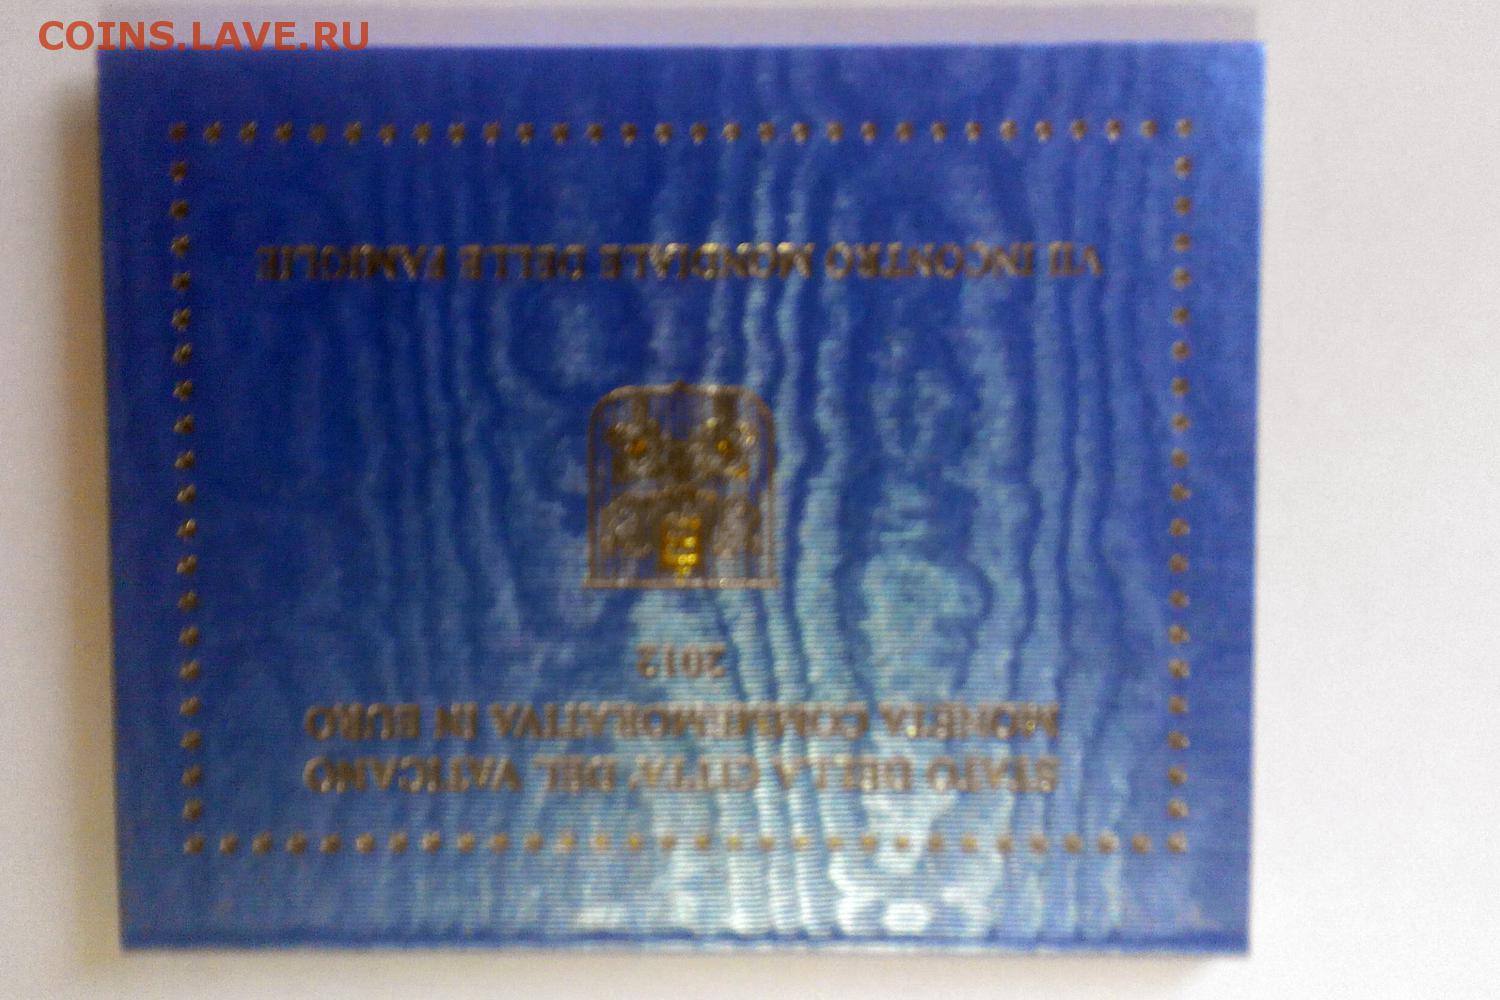 COINS.LAVE.RU
STATO DELLA CITTA' DEL VATICANO
MONETA COMMEMORATIVA IN EURO
2012
VII INCONTRO MONDIALE DELLE FAMIGLIE